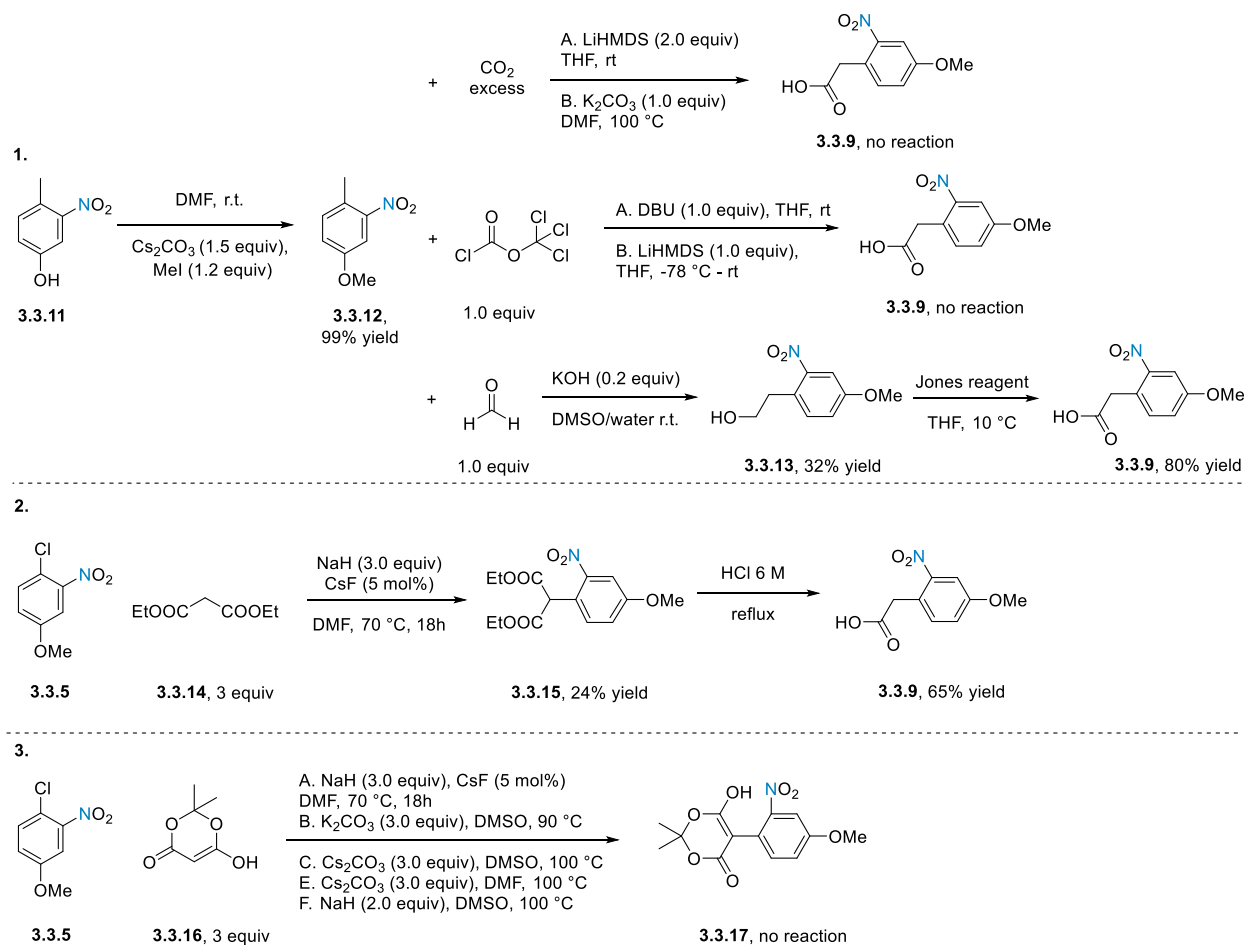 1.
+
CO2
excess
A. LiHMDS (2.0 equiv)
THF, rt
B. K2CO3 (1.0 equiv)
DMF, 100 °C
O2N
OMe
HO
O
3.3.9, no reaction
NO2
OH
3.3.11
DMF, r.t.
Cs2CO3 (1.5 equiv),
MeI (1.2 equiv)
NO2
OMe
3.3.12,
99% yield
+
O
Cl
O
Cl
Cl
Cl
1.0 equiv
A. DBU (1.0 equiv), THF, rt
B. LiHMDS (1.0 equiv),
THF, -78 °C - rt
O2N
OMe
HO
O
3.3.9, no reaction
+
O
H
H
1.0 equiv
KOH (0.2 equiv)
DMSO/water r.t.
O2N
OMe
HO
3.3.13, 32% yield
Jones reagent
THF, 10 °C
O2N
OMe
HO
O
3.3.9, 80% yield
2.
Cl
NO2
OMe
3.3.5
EtOOC
COOEt
3.3.14, 3 equiv
NaH (3.0 equiv)
CsF (5 mol%)
DMF, 70 °C, 18h
O2N
EtOOC
OMe
EtOOC
3.3.15, 24% yield
HCl 6 M
reflux
O2N
OMe
HO
O
3.3.9, 65% yield
3.
Cl
NO2
OMe
3.3.5
O
O
O
OH
3.3.16, 3 equiv
A. NaH (3.0 equiv), CsF (5 mol%)
DMF, 70 °C, 18h
B. K2CO3 (3.0 equiv), DMSO, 90 °C
C. Cs2CO3 (3.0 equiv), DMSO, 100 °C
E. Cs2CO3 (3.0 equiv), DMF, 100 °C
F. NaH (2.0 equiv), DMSO, 100 °C
OH
NO2
O
OMe
O
O
3.3.17, no reaction